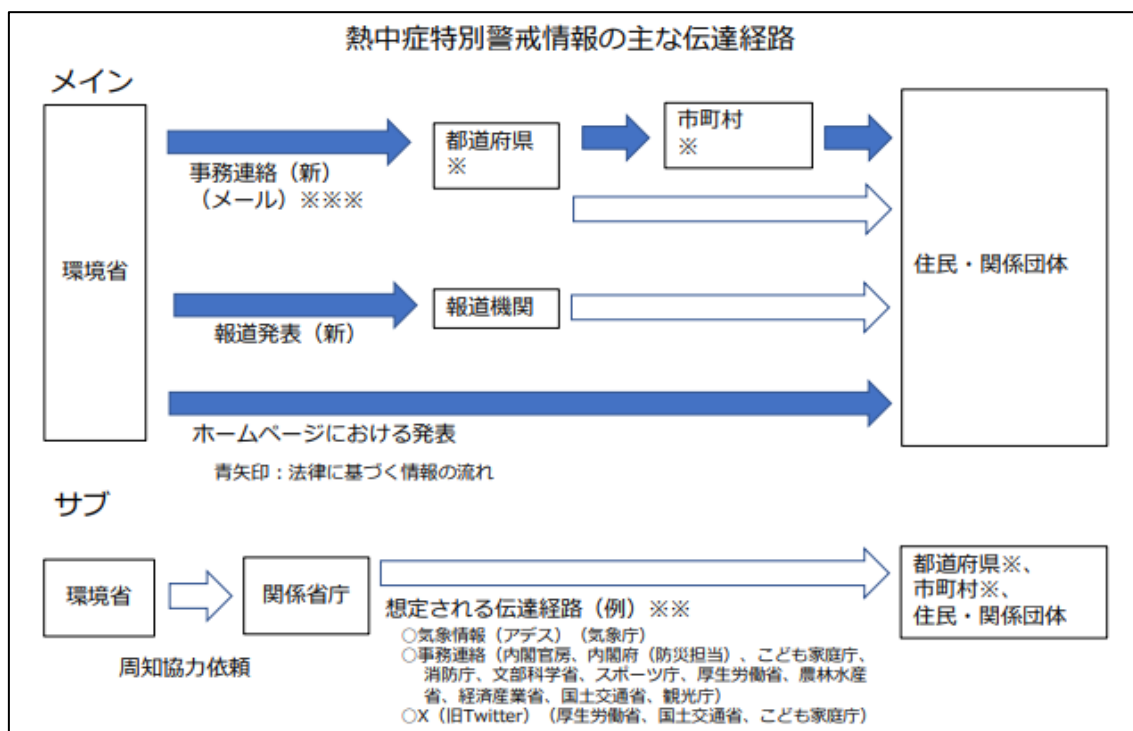 熱中症特別警戒情報の主な伝達経路
メイン
環境省
事務連絡（新）
（メール）※※※
都道府県
※
市町村
※
住民・関係団体
報道発表（新）
報道機関
ホームページにおける発表
青矢印：法律に基づく情報の流れ
サブ
環境省
周知協力依頼
関係省庁
想定される伝達経路（例）※※
○気象情報（アデス）（気象庁）
○事務連絡（内閣官房、内閣府（防災担当）、こども家庭庁、
消防庁、文部科学省、スポーツ庁、厚生労働省、農林水産
省、経済産業省、国土交通省、観光庁）
○X（旧Twitter）（厚生労働省、国土交通省、こども家庭庁）
都道府県※、
市町村※、
住民・関係団体